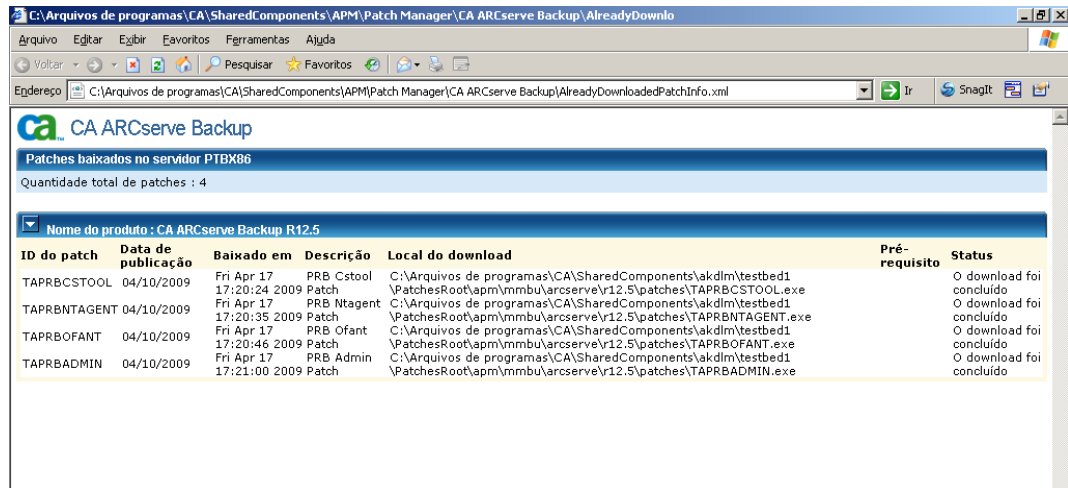 C:\Arquivos de programas\CA\SharedComponents\APM\Patch Manager\CA ARCserve Backup\AlreadyDownlo
Arquivo Editar Exibir Favoritos Ferramentas Ajuda
Voltar Pesquisar Favoritos
Endereço C:\Arquivos de programas\CA\SharedComponents\APM\Patch Manager\CA ARCserve Backup\AlreadyDownloadedPatchInfo.xml Ir SnagIt
ca CA ARCserve Backup
Patches baixados no servidor PTBX86
Quantidade total de patches : 4
Nome do produto : CA ARCserve Backup R12.5
ID do patch Data de publicação Baixado em Descrição Local do download Pré-requisito Status
TAPRBCSTOOL 04/10/2009 Fri Apr 17 17:20:24 2009 PRB Cstool Patch C:\Arquivos de programas\CA\SharedComponents\akdlm\testbed1\PatchesRoot\apm\mmbu\arcserve\r12.5\patches\TAPRBCSTOOL.exe O download foi concluído
TAPRBNTAGENT 04/10/2009 Fri Apr 17 17:20:35 2009 PRB Ntagent Patch C:\Arquivos de programas\CA\SharedComponents\akdlm\testbed1\PatchesRoot\apm\mmbu\arcserve\r12.5\patches\TAPRBNTAGENT.exe O download foi concluído
TAPRBOFANT 04/10/2009 Fri Apr 17 17:20:46 2009 PRB Ofant Patch C:\Arquivos de programas\CA\SharedComponents\akdlm\testbed1\PatchesRoot\apm\mmbu\arcserve\r12.5\patches\TAPRBOFANT.exe O download foi concluído
TAPRBADMIN 04/10/2009 Fri Apr 17 17:21:00 2009 PRB Admin Patch C:\Arquivos de programas\CA\SharedComponents\akdlm\testbed1\PatchesRoot\apm\mmbu\arcserve\r12.5\patches\TAPRBADMIN.exe O download foi concluído